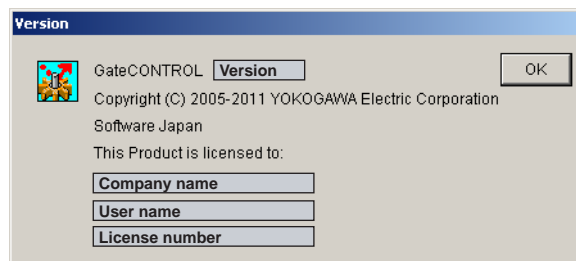 Version
GateCONTROL Version
OK
Copyright (C) 2005-2011 YOKOGAWA Electric Corporation
Software Japan
This Product is licensed to:
Company name
User name
License number